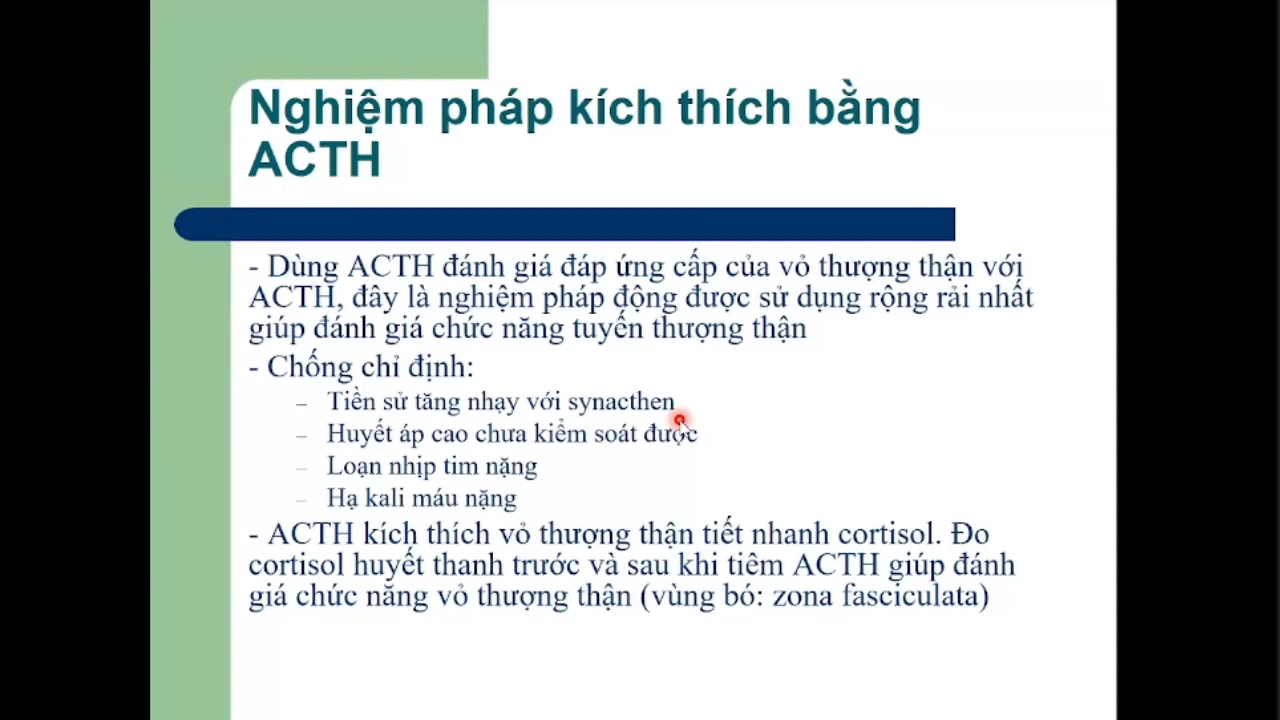 Nghiệm pháp kích thích bằng
ACTH
- Dùng ACTH đánh giá đáp ứng cấp của vỏ thượng thận với
ACTH, đây là nghiệm pháp động được sử dụng rộng rải nhất
giúp đánh giá chức năng tuyến thượng thận
- Chống chỉ định:
– Tiền sử tăng nhạy với synacthen
– Huyết áp cao chưa kiểm soát được
– Loạn nhịp tim nặng
– Hạ kali máu nặng
- ACTH kích thích vỏ thượng thận tiết nhanh cortisol. Đo
cortisol huyết thanh trước và sau khi tiêm ACTH giúp đánh
giá chức năng vỏ thượng thận (vùng bó: zona fasciculata)